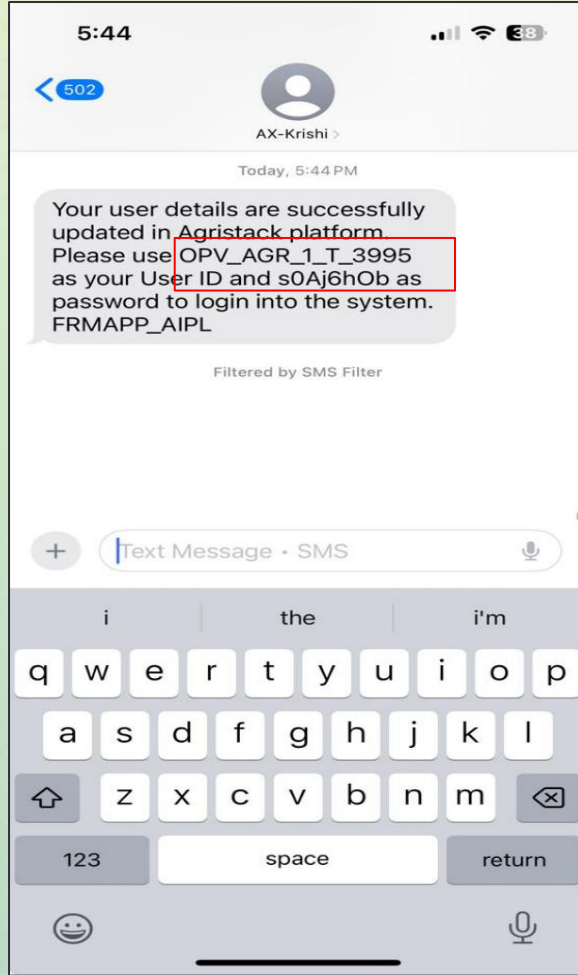 5:44
38
502
AX-Krishi >
Today, 5:44 PM
Your user details are successfully
updated in Agristack platform.
Please use OPV_AGR_1_T_3995
as your User ID and s0Aj6hOb as
password to login into the system.
FRMAPP_AIPL
Filtered by SMS Filter
+
Text Message • SMS
i the i'm
q w e r t y u i o p
a s d f g h j k l
z x c v b n m
123 space return